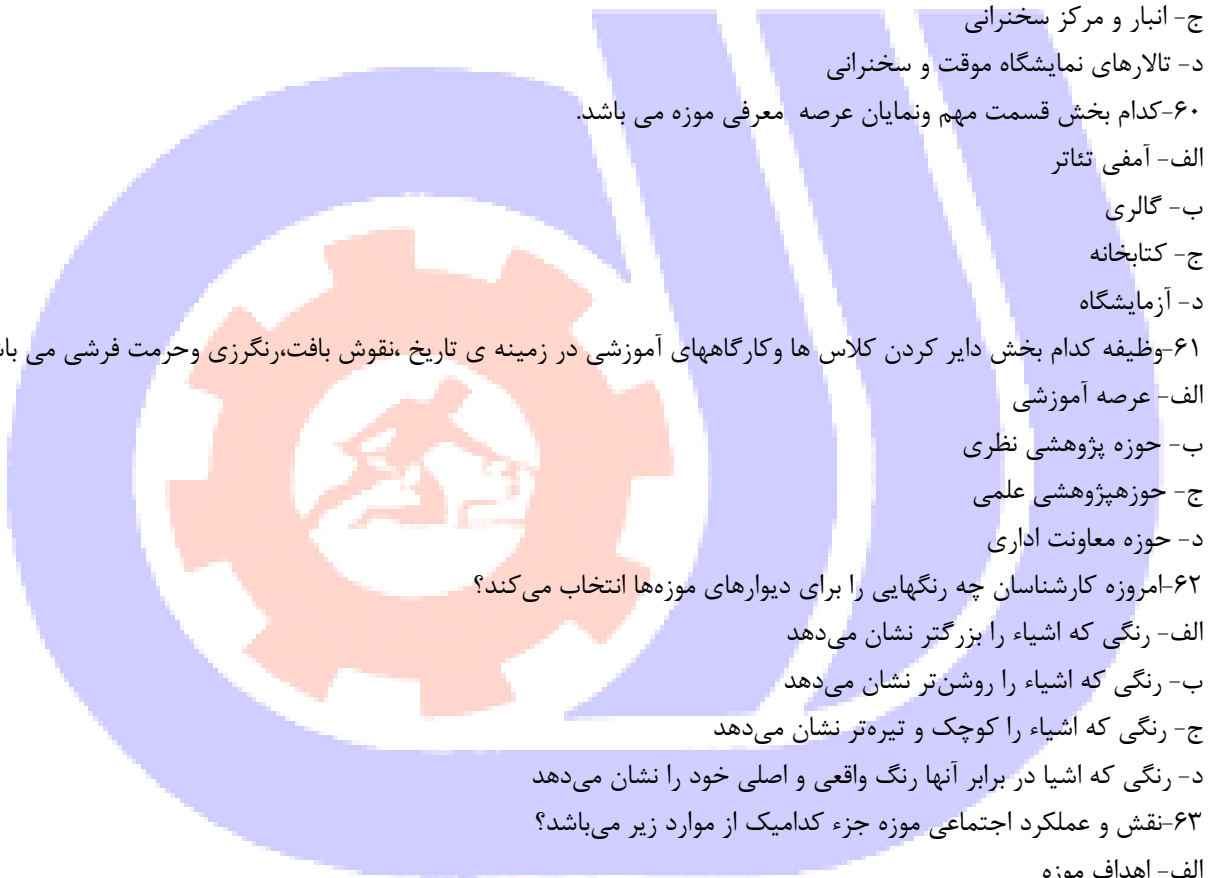 ج- انبار و مرکز سخنرانی
د- تالارهای نمایشگاه موقت و سخنرانی
۶۰-کدام بخش قسمت مهم ونمایان عرصه معرفی موزه می باشد.
الف- آمفی تئاتر
ب- گالری
ج- کتابخانه
د- آزمایشگاه
۶۱-وظیفه کدام بخش دایر کردن کلاس ها وکارگاههای آموزشی در زمینه ی تاریخ ،نقوش بافت،رنگرزی وحرمت فرشی می
الف- عرصه آموزشی
ب- حوزه پژوهشی نظری
ج- حوزهپژوهشی علمی
د- حوزه معاونت اداری
۶۲-امروزه کارشناسان چه رنگهایی را برای دیوارهای موزه‌ها انتخاب می‌کند؟
الف- رنگی که اشیاء را بزرگتر نشان می‌دهد
ب- رنگی که اشیاء را روشن‌تر نشان می‌دهد
ج- رنگی که اشیاء را کوچک و تیره‌تر نشان می‌دهد
د- رنگی که اشیا در برابر آنها رنگ واقعی و اصلی خود را نشان می‌دهد
۶۳-نقش و عملکرد اجتماعی موزه جزء کدامیک از موارد زیر می‌باشد؟
الف- اهداف موزه